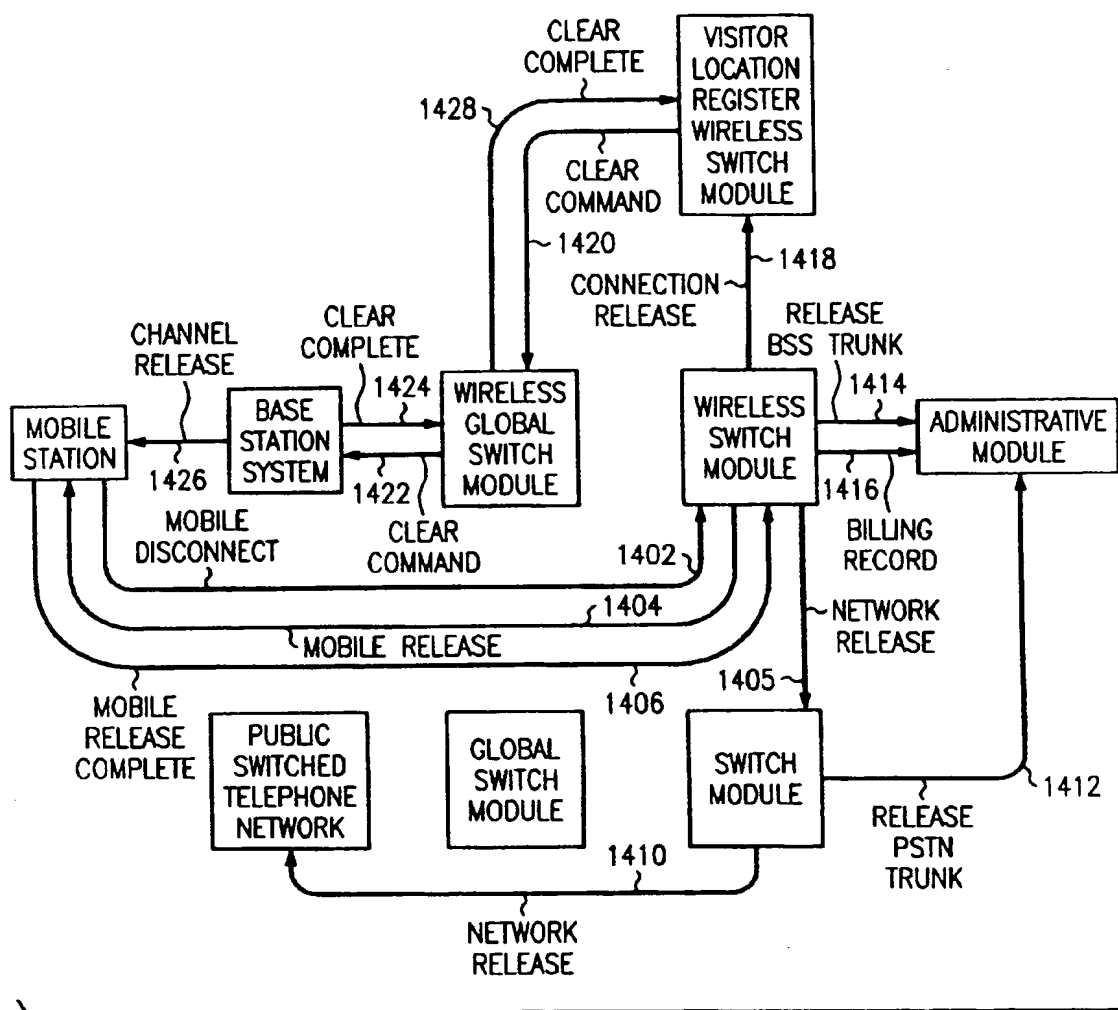 CLEAR
COMPLETE
1428
VISITOR
LOCATION
REGISTER
WIRELESS
SWITCH
MODULE
CLEAR
COMMAND
1420
1418
CONNECTION
RELEASE
CHANNEL
RELEASE
CLEAR
COMPLETE
1424
RELEASE
BSS TRUNK
1414
MOBILE
STATION
BASE
STATION
SYSTEM
WIRELESS
GLOBAL
SWITCH
MODULE
WIRELESS
SWITCH
MODULE
ADMINISTRATIVE
MODULE
1426
1422
1416
MOBILE
DISCONNECT
CLEAR
COMMAND
BILLING
RECORD
1402
1404
MOBILE RELEASE
NETWORK
RELEASE
1405
1406
MOBILE
RELEASE
COMPLETE
PUBLIC
SWITCHED
TELEPHONE
NETWORK
GLOBAL
SWITCH
MODULE
SWITCH
MODULE
1412
RELEASE
PSTN
TRUNK
1410
NETWORK
RELEASE